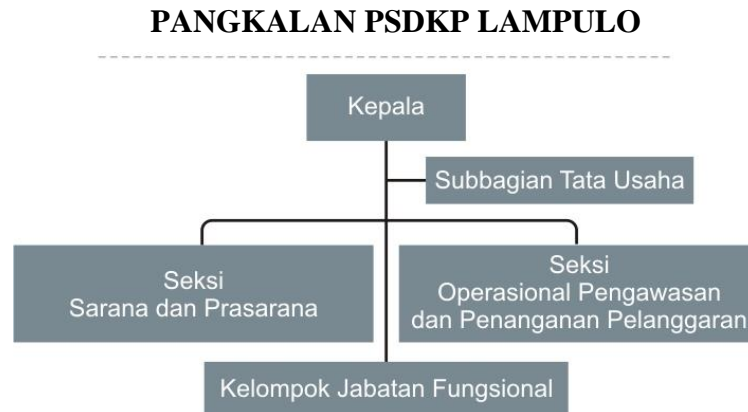 PANGKALAN PSDKP LAMPULO
Kepala
Subbagian Tata Usaha
Seksi
Sarana dan Prasarana
Seksi
Operasional Pengawasan
dan Penanganan Pelanggaran
Kelompok Jabatan Fungsional